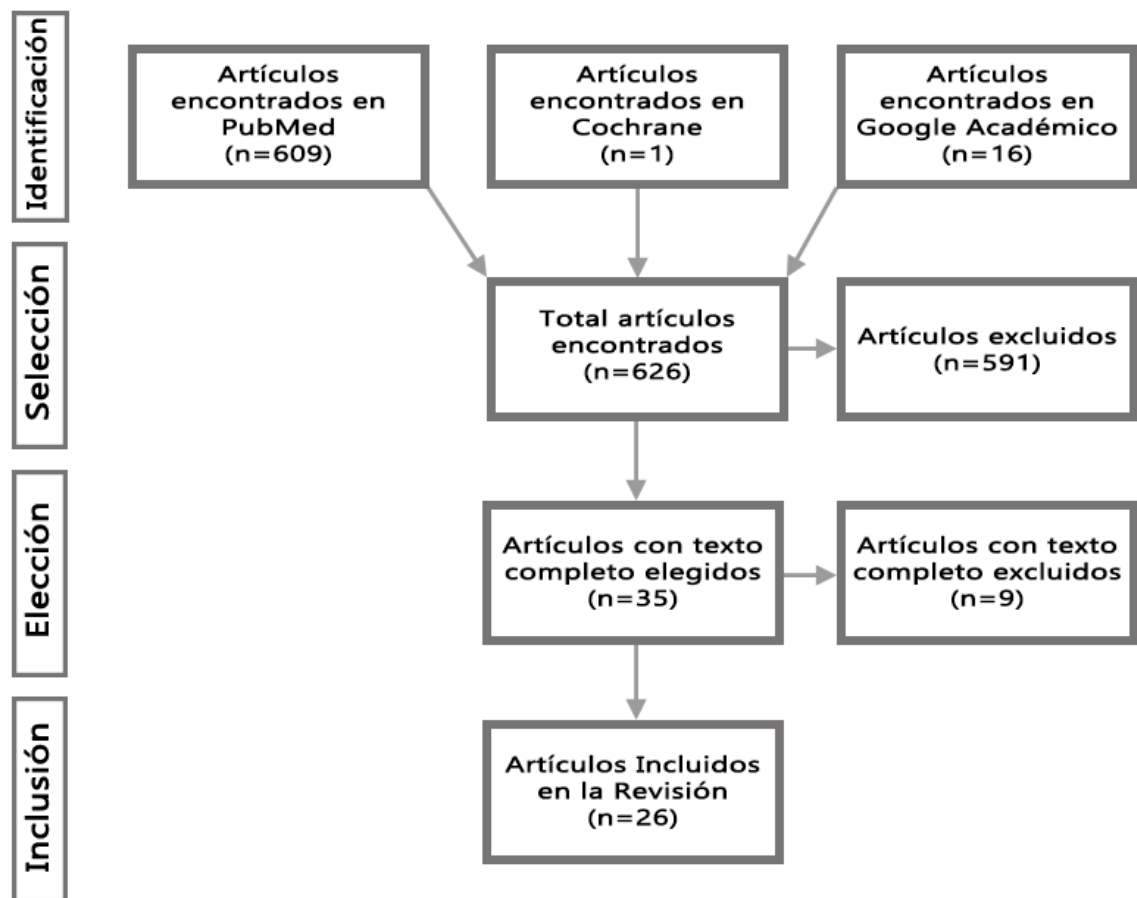 Identificación
Artículos
encontrados en
PubMed
(n=609)
Artículos
encontrados en
Cochrane
(n=1)
Artículos
encontrados en
Google Académico
(n=16)
Selección
Total artículos
encontrados
(n=626)
Artículos excluidos
(n=591)
Elección
Artículos con texto
completo elegidos
(n=35)
Artículos con texto
completo excluidos
(n=9)
Inclusión
Artículos Incluidos
en la Revisión
(n=26)